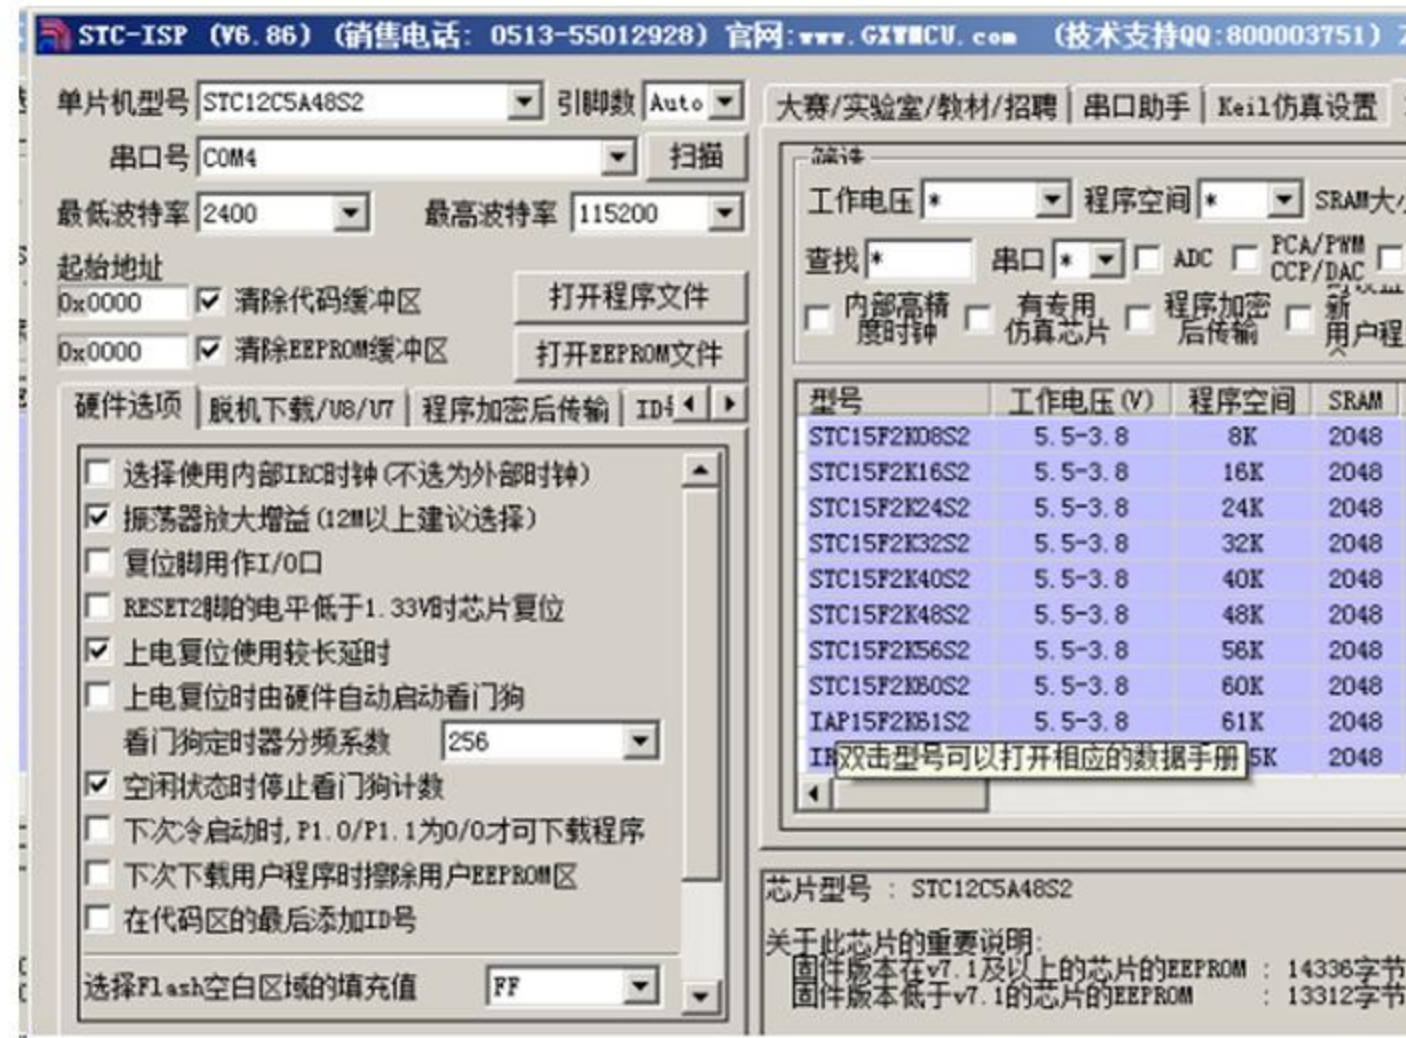 STC-ISP (V6.86) (销售电话: 0513-55012928) 官网:www.GXWMCU.com (技术支持QQ:800003751)
单片机型号 STC12C5A48S2 引脚数 Auto
串口号 COM4 扫描
最低波特率 2400 最高波特率 115200
起始地址
0x0000 清除代码缓冲区 打开程序文件
0x0000 清除EEPROM缓冲区 打开EEPROM文件
硬件选项 脱机下载/U8/U7 程序加密后传输
选择使用内部IRC时钟(不选为外部时钟)
振荡器放大增益(12M以上建议选择)
复位脚用作I/O口
RESET2脚的电平低于1.33V时芯片复位
上电复位使用较长延时
上电复位时由硬件自动启动看门狗
看门狗定时器分频系数 256
空闲状态时停止看门狗计数
下次冷启动时,P1.0/P1.1为0/0才可下载程序
下次下载用户程序时擦除用户EEPROM区
在代码区的最后添加ID号
选择Flash空白区域的填充值 FF
大赛/实验室/教材/招聘 串口助手 Keil仿真设置
筛选
工作电压 * 程序空间 * SRAM大小
查找 * 串口 * ADC PCA/PWM
CCP/DAC
内部高精 有专用 程序加密 新
度时钟 仿真芯片 后传输 用户程
型号 工作电压(V) 程序空间 SRAM
STC15F2K08S2 5.5-3.8 8K 2048
STC15F2K16S2 5.5-3.8 16K 2048
STC15F2K24S2 5.5-3.8 24K 2048
STC15F2K32S2 5.5-3.8 32K 2048
STC15F2K40S2 5.5-3.8 40K 2048
STC15F2K48S2 5.5-3.8 48K 2048
STC15F2K56S2 5.5-3.8 56K 2048
STC15F2K60S2 5.5-3.8 60K 2048
IAP15F2K61S2 5.5-3.8 61K 2048
双击型号可以打开相应的数据手册 5K 2048
芯片型号 : STC12C5A48S2
关于此芯片的重要说明:
固件版本在v7.1及以上的芯片的EEPROM : 14336字节
固件版本低于v7.1的芯片的EEPROM : 13312字节